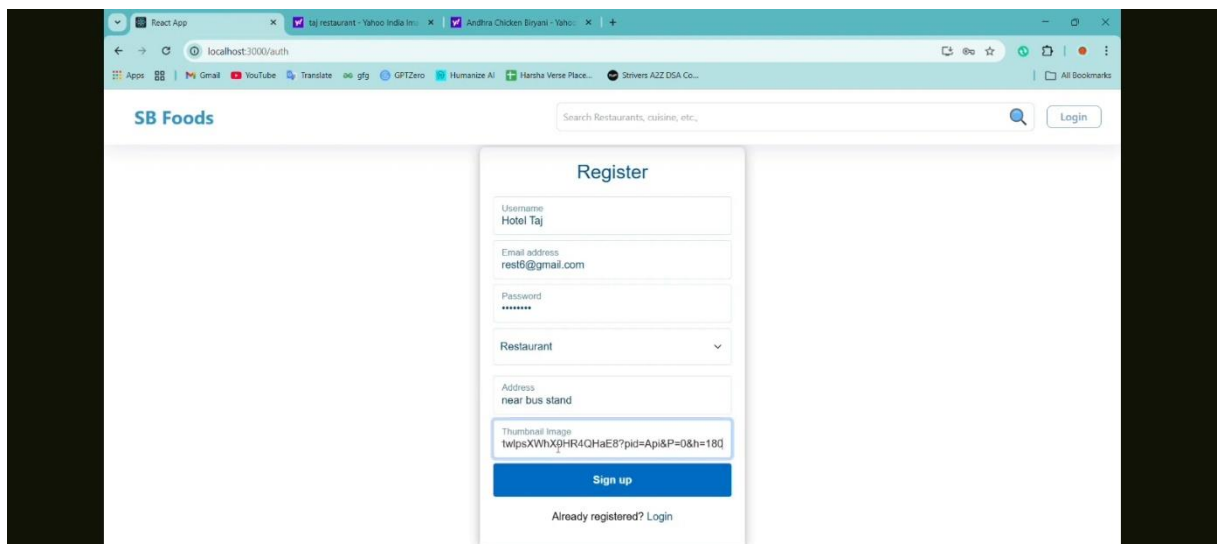 React App
taj restaurant - Yahoo India Im
Andhra Chicken Biryani - Yahoo
localhost:3000/auth
Apps Gmail YouTube Translate gfg GPTZero Humanize AI Harsha Verse Place... Strivers A2Z DSA Co... All Bookmarks
SB Foods
Search Restaurants, cuisine, etc.,
Login
Register
Username
Hotel Taj
Email address
rest6@gmail.com
Password
Restaurant
Address
near bus stand
Thumbnail Image
twIpsXWhX9HR4QHaE8?pid=Api&P=0&h=180
Sign up
Already registered? Login